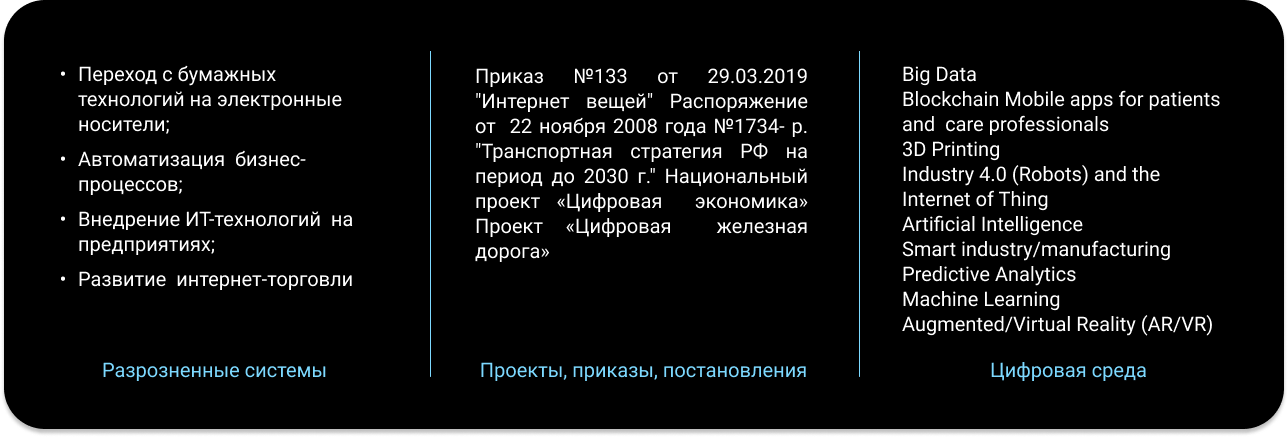 • Переход с бумажных
технологий на электронные
носители;
• Автоматизация бизнес-
процессов;
• Внедрение ИТ-технологий на
предприятиях;
• Развитие интернет-торговли
Разрозненные системы
Приказ №133 от 29.03.2019
"Интернет вещей" Распоряжение
от 22 ноября 2008 года №1734- р.
"Транспортная стратегия РФ на
период до 2030 г." Национальный
проект «Цифровая экономика»
Проект «Цифровая железная
дорога»
Проекты, приказы, постановления
Big Data
Blockchain Mobile apps for patients
and care professionals
3D Printing
Industry 4.0 (Robots) and the
Internet of Thing
Artificial Intelligence
Smart industry/manufacturing
Predictive Analytics
Machine Learning
Augmented/Virtual Reality (AR/VR)
Цифровая среда